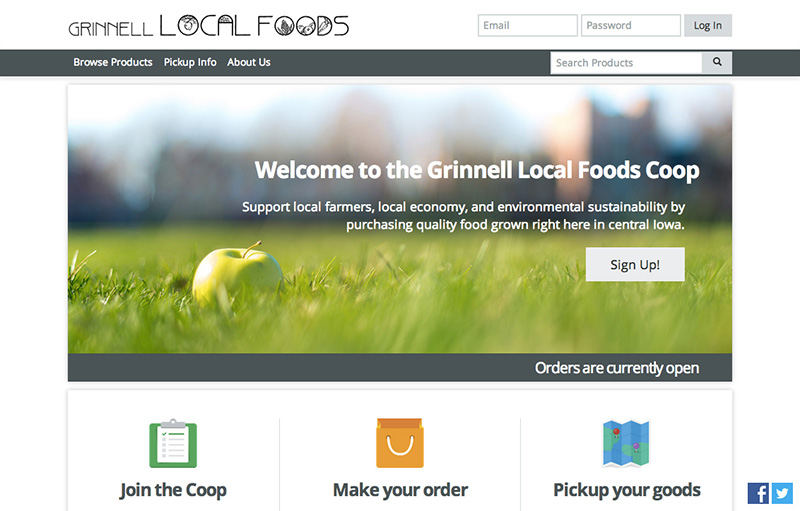 GRINNELL LOCAL FOODS
Email
Password
Log In
Browse Products
Pickup Info
About Us
Search Products
Welcome to the Grinnell Local Foods Coop
Support local farmers, local economy, and environmental sustainability by
purchasing quality food grown right here in central Iowa.
Sign Up!
Orders are currently open
Join the Coop
Make your order
Pickup your goods